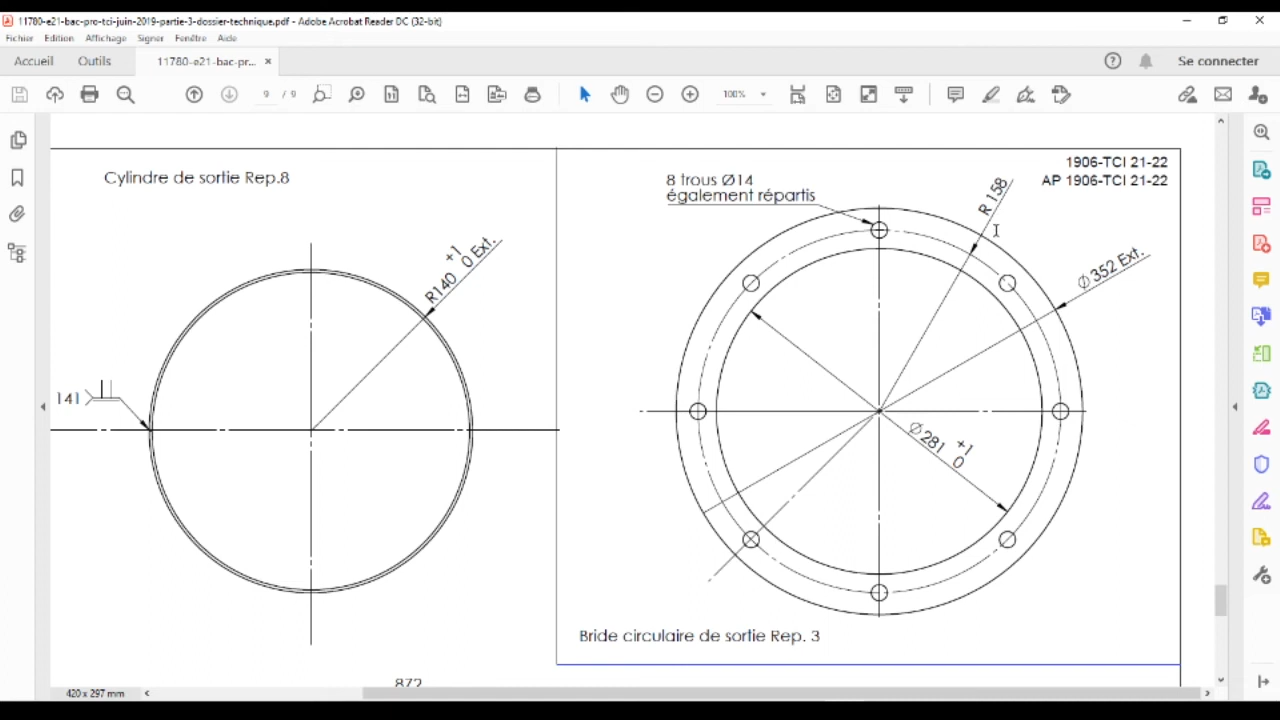 11780-e21-bac-pro-tci-juin-2019-partie-3-dossier-technique.pdf - Adobe Acrobat Reader DC (32-bit)
Fichier Edition Affichage Signer Fenêtre Aide
Accueil Outils 11780-e21-bac-pr... × Se connecter
9 / 9 100%
Cylindre de sortie Rep.8
1906-TCI 21-22
AP 1906-TCI 21-22
8 trous Ø14
également répartis
R 158
R140 +1 0 Ext.
Ø 352 Ext.
141
Ø 281 +1 0
Bride circulaire de sortie Rep. 3
872
420 x 297 mm